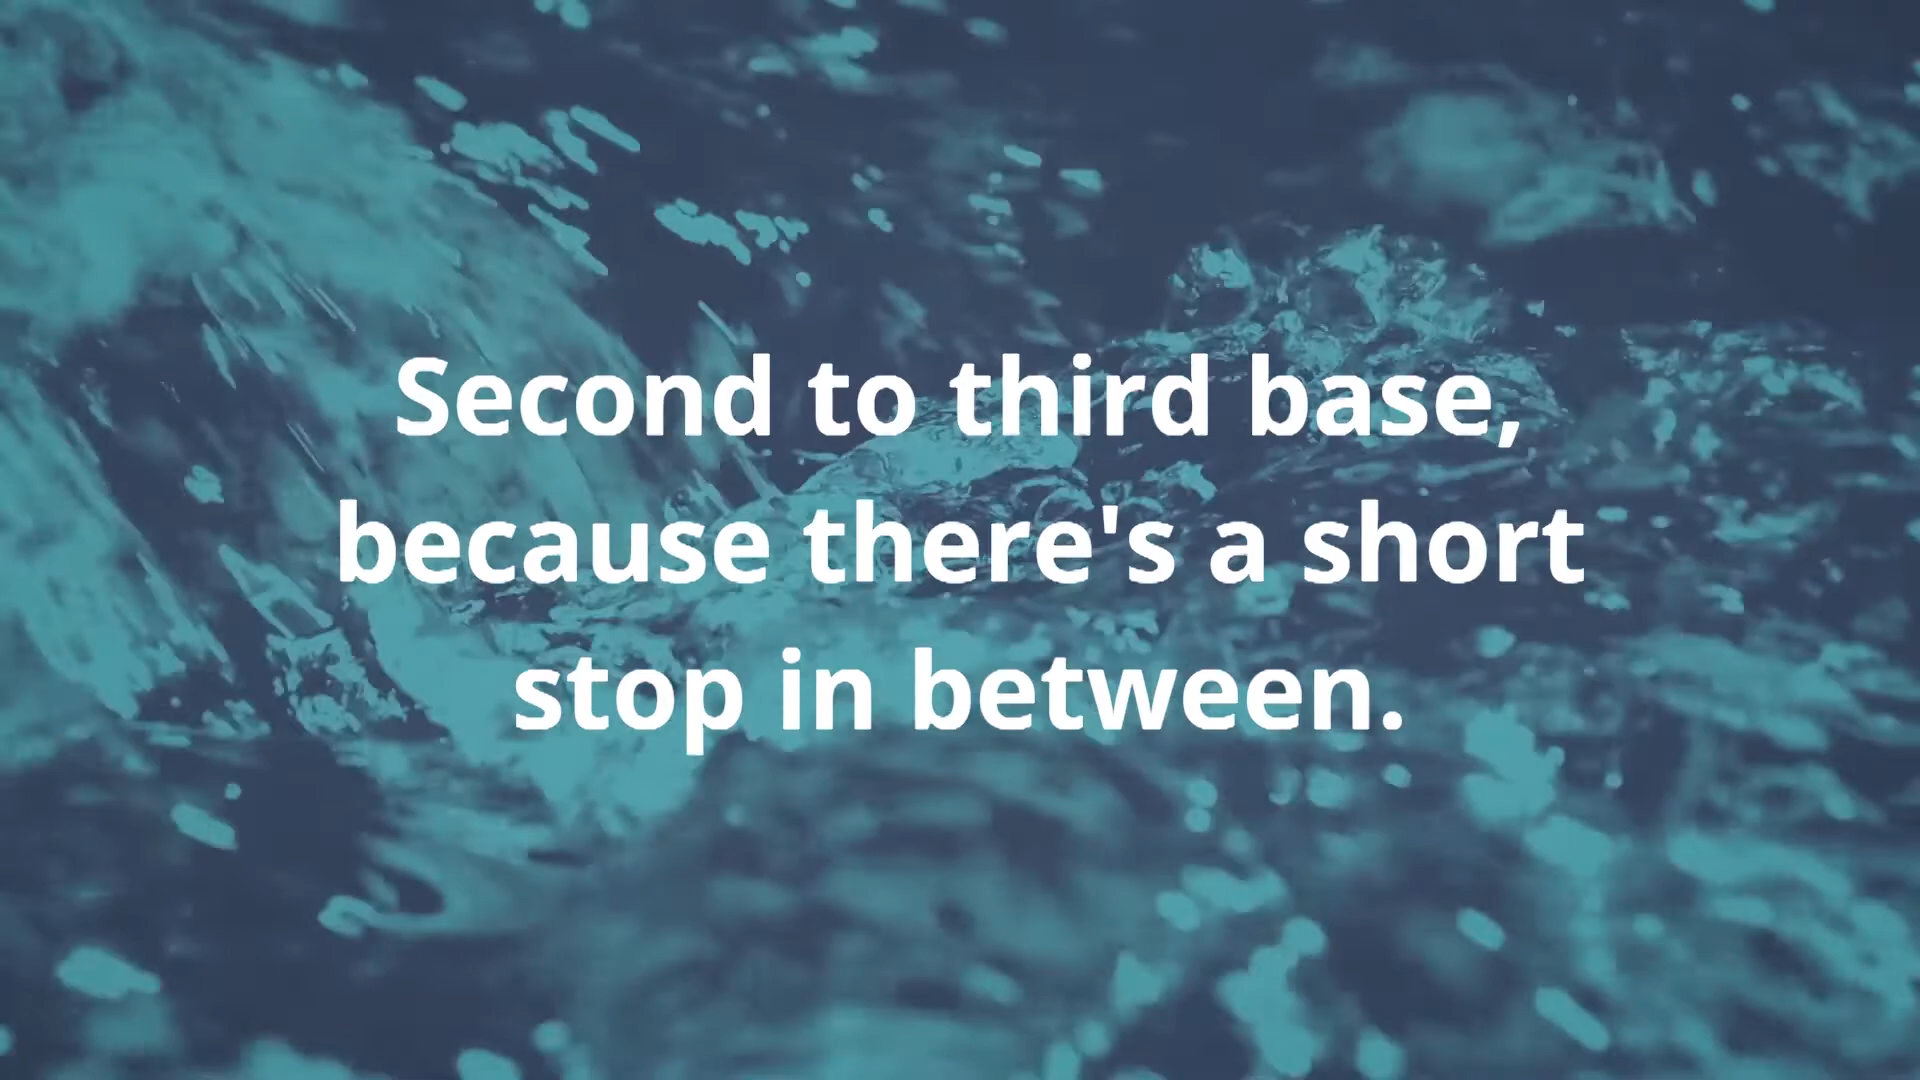 Second to third base,
because there's a short
stop in between.